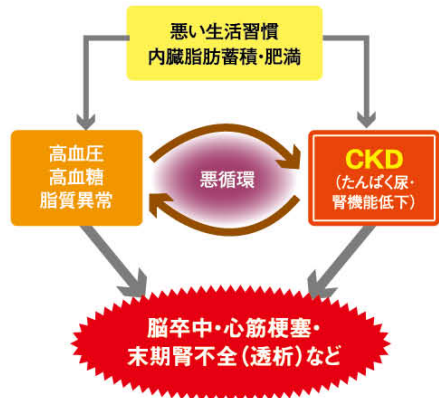 悪い生活習慣
内臓脂肪蓄積・肥満
高血圧
高血糖
脂質異常
悪循環
CKD
(たんぱく尿・
腎機能低下)
脳卒中・心筋梗塞・
末期腎不全(透析)など